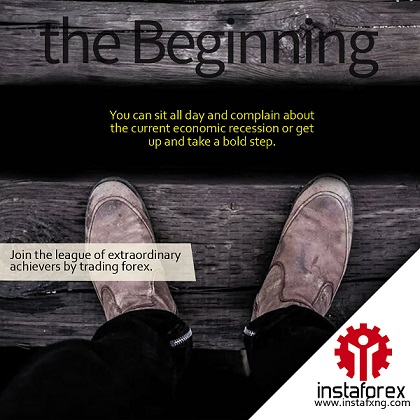 the Beginning
You can sit all day and complain about
the current economic recession or get
up and take a bold step.
Join the league of extraordinary
achievers by trading forex.
instaforex
www.instafxng.com